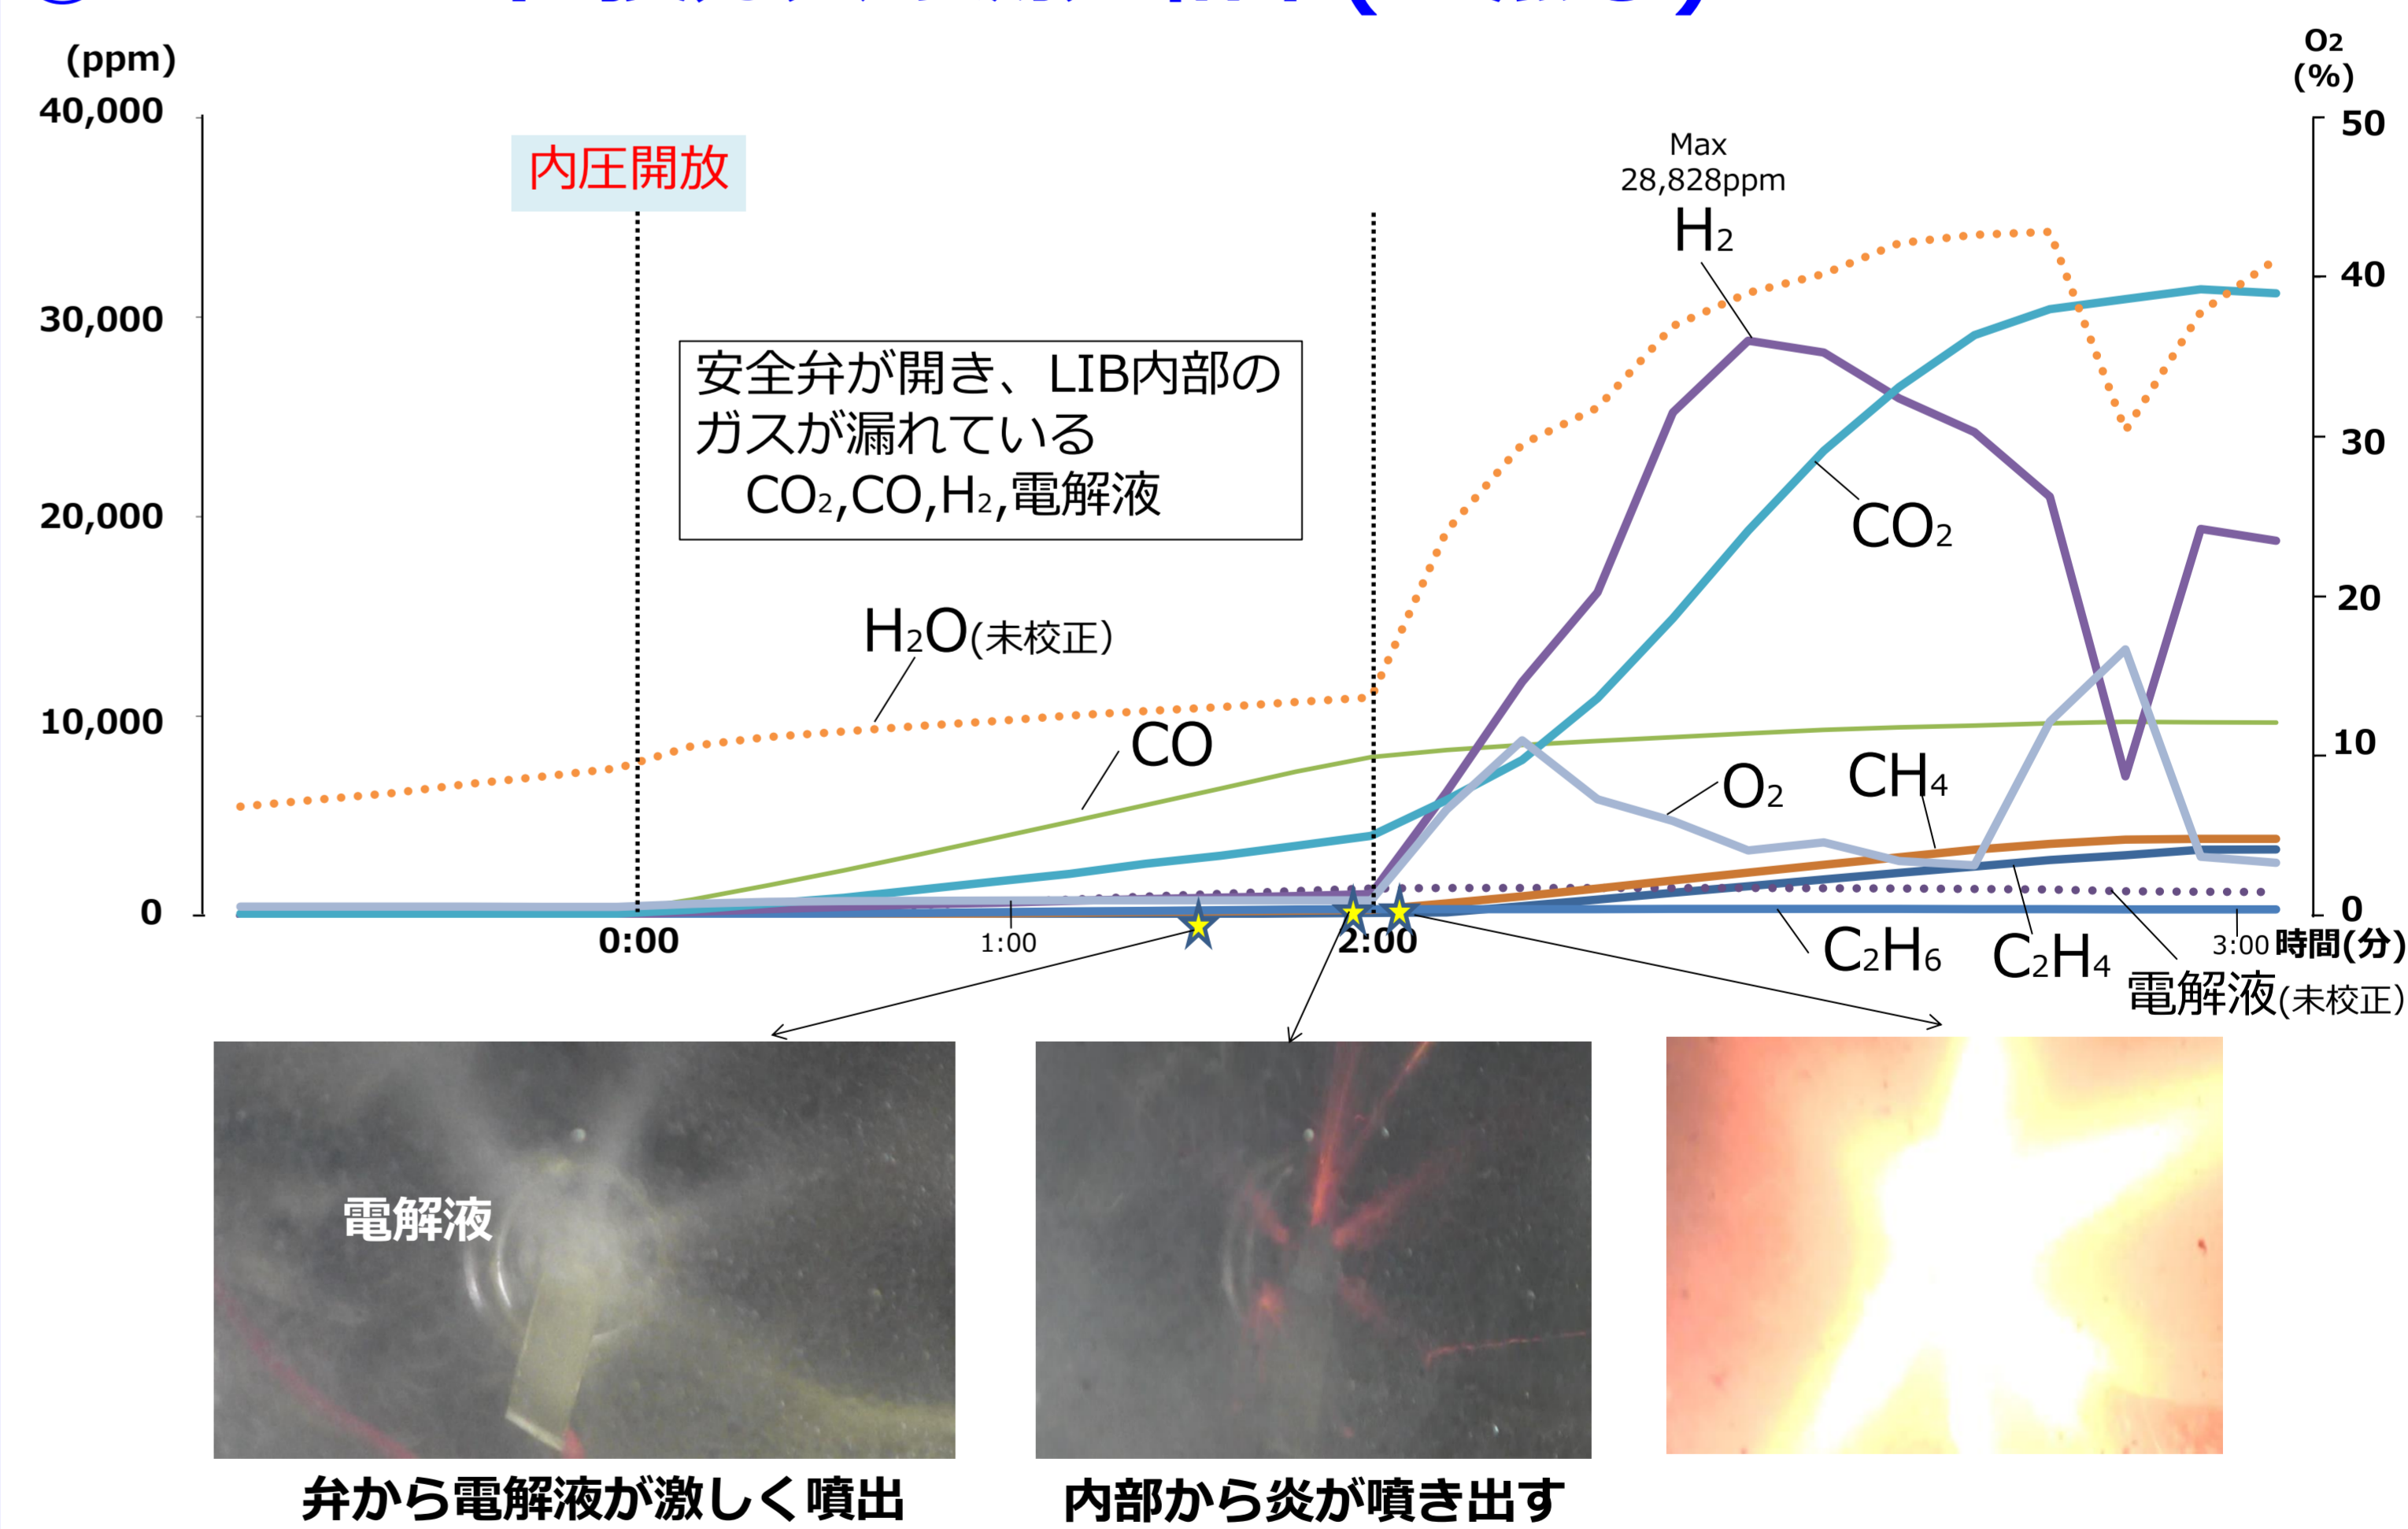 (ppm)
O2
(%)
40,000
30,000
20,000
10,000
0
50
40
30
20
10
0
内圧開放
Max
28,828ppm
H2
安全弁が開き、LIB内部の
ガスが漏れている
CO2,CO,H2,電解液
H2O(未校正)
CO
CO2
O2
CH4
0:00
1:00
2:00
3:00
時間(分)
C2H6
C2H4
電解液(未校正)
電解液
弁から電解液が激しく噴出
内部から炎が噴き出す